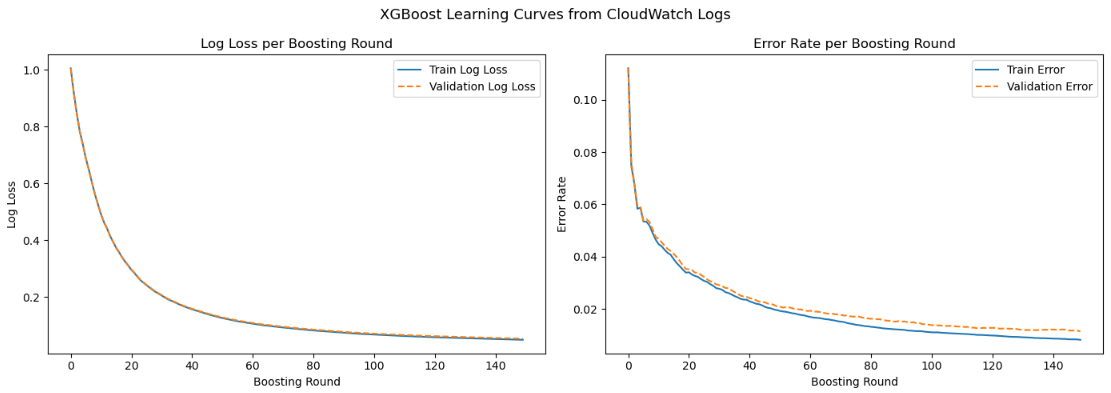 XGBoost Learning Curves from CloudWatch Logs
Log Loss per Boosting Round
Train Log Loss
Validation Log Loss
1.0
0.8
0.6
0.4
0.2
Log Loss
0 20 40 60 80 100 120 140
Boosting Round
Error Rate per Boosting Round
Train Error
Validation Error
0.10
0.08
0.06
0.04
0.02
Error Rate
0 20 40 60 80 100 120 140
Boosting Round